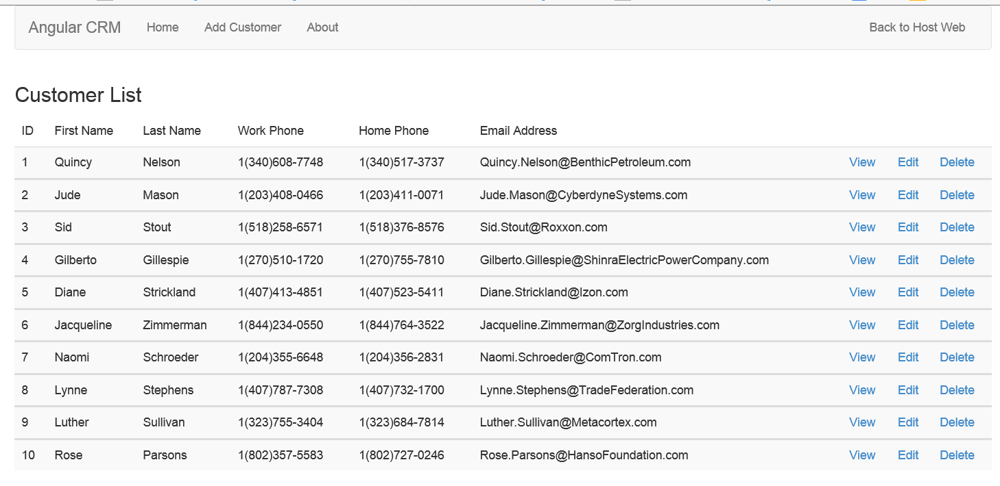 Angular CRM Home Add Customer About Back to Host Web
Customer List
ID First Name Last Name Work Phone Home Phone Email Address
1 Quincy Nelson 1(340)608-7748 1(340)517-3737 Quincy.Nelson@BenthicPetroleum.com View Edit Delete
2 Jude Mason 1(203)408-0466 1(203)411-0071 Jude.Mason@CyberdyneSystems.com View Edit Delete
3 Sid Stout 1(518)258-6571 1(518)376-8576 Sid.Stout@Roxxon.com View Edit Delete
4 Gilberto Gillespie 1(270)510-1720 1(270)755-7810 Gilberto.Gillespie@ShinraElectricPowerCompany.com View Edit Delete
5 Diane Strickland 1(407)413-4851 1(407)523-5411 Diane.Strickland@Izon.com View Edit Delete
6 Jacqueline Zimmerman 1(844)234-0550 1(844)764-3522 Jacqueline.Zimmerman@ZorgIndustries.com View Edit Delete
7 Naomi Schroeder 1(204)355-6648 1(204)356-2831 Naomi.Schroeder@ComTron.com View Edit Delete
8 Lynne Stephens 1(407)787-7308 1(407)732-1700 Lynne.Stephens@TradeFederation.com View Edit Delete
9 Luther Sullivan 1(323)755-3404 1(323)684-7814 Luther.Sullivan@Metacortex.com View Edit Delete
10 Rose Parsons 1(802)357-5583 1(802)727-0246 Rose.Parsons@HansoFoundation.com View Edit Delete